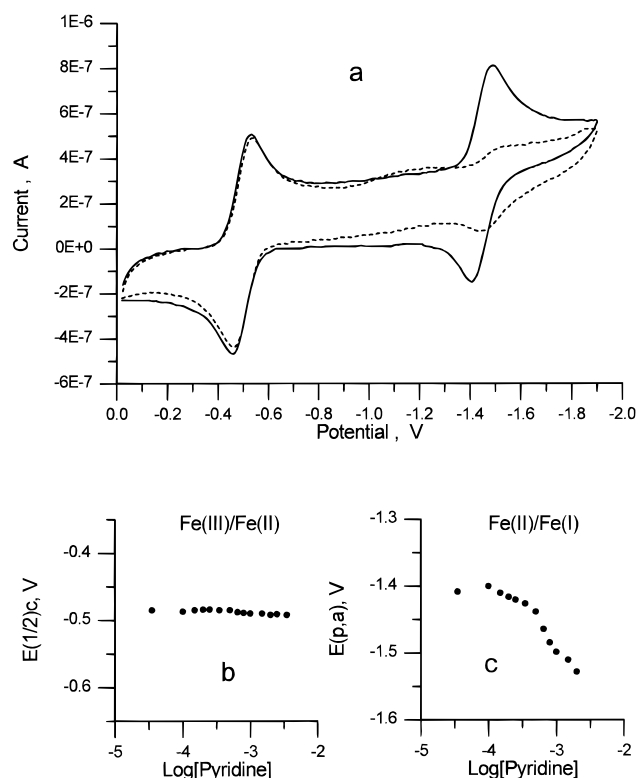 1E-6
8E-7
6E-7
4E-7
2E-7
0E+0
-2E-7
-4E-7
-6E-7
Current , A
a
0.0 -0.2 -0.4 -0.6 -0.8 -1.0 -1.2 -1.4 -1.6 -1.8 -2.0
Potential , V
Fe(III)/Fe(II)
-0.4
-0.5
-0.6
E(1/2)c, V
b
-5 -4 -3 -2
Log[Pyridine]
Fe(II)/Fe(I)
-1.3
-1.4
-1.5
-1.6
E(p,a), V
c
-5 -4 -3 -2
Log[Pyridine]